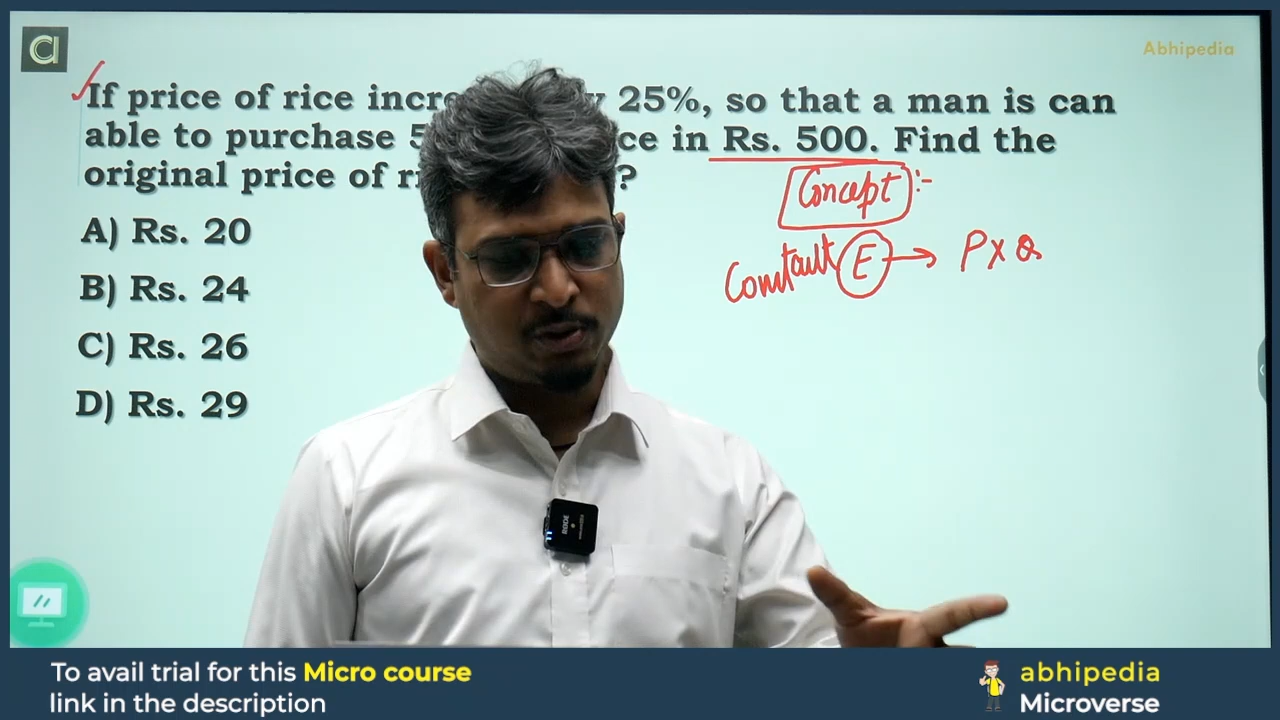 Abhipedia
If price of rice incre 25%, so that a man is can
able to purchase 5 ce in Rs. 500. Find the
original price of ri ?
Concept :-
A) Rs. 20
Constant E → P x Q
B) Rs. 24
C) Rs. 26
D) Rs. 29
RODE
To avail trial for this Micro course
link in the description
abhipedia
Microverse